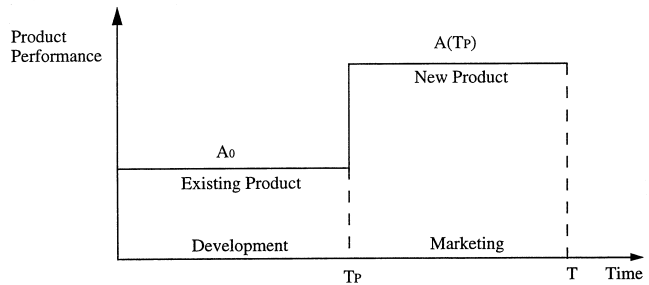 Product
Performance
A(TP)
New Product
A0
Existing Product
Development
Marketing
TP
T
Time